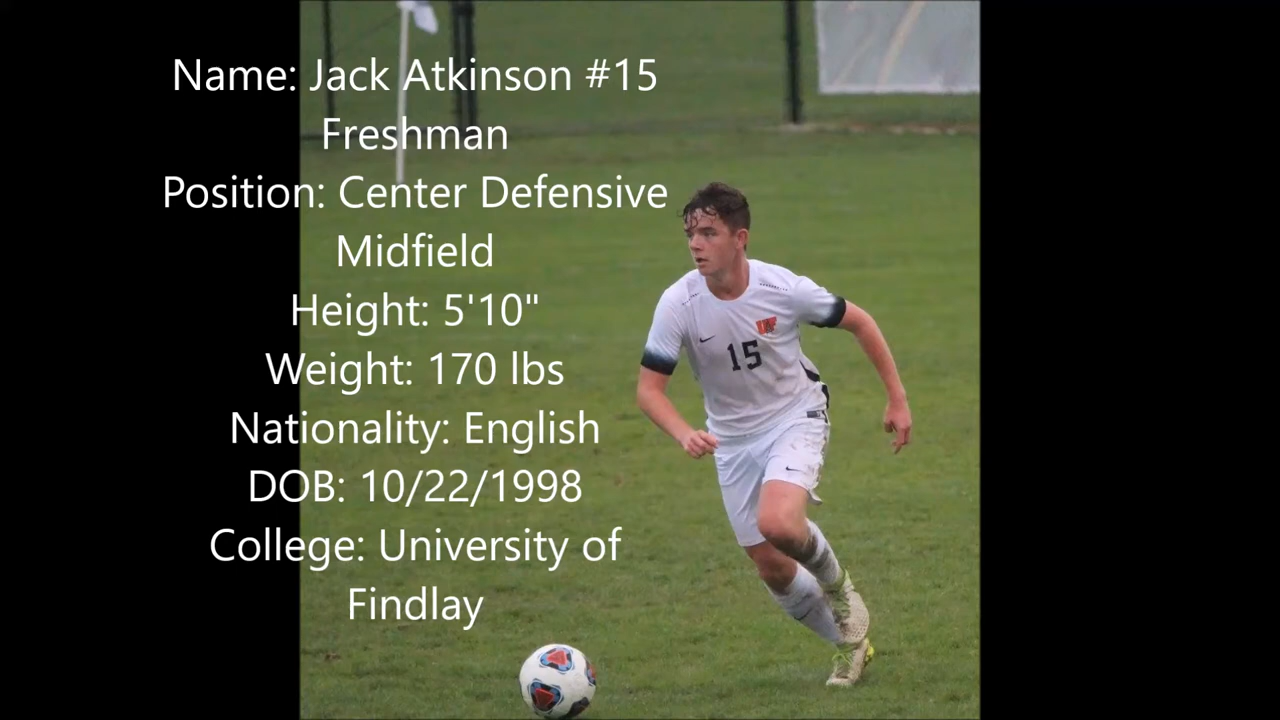 Name: Jack Atkinson #15
Freshman
Position: Center Defensive
Midfield
Height: 5'10"
Weight: 170 lbs
Nationality: English
DOB: 10/22/1998
College: University of
Findlay
UF
15